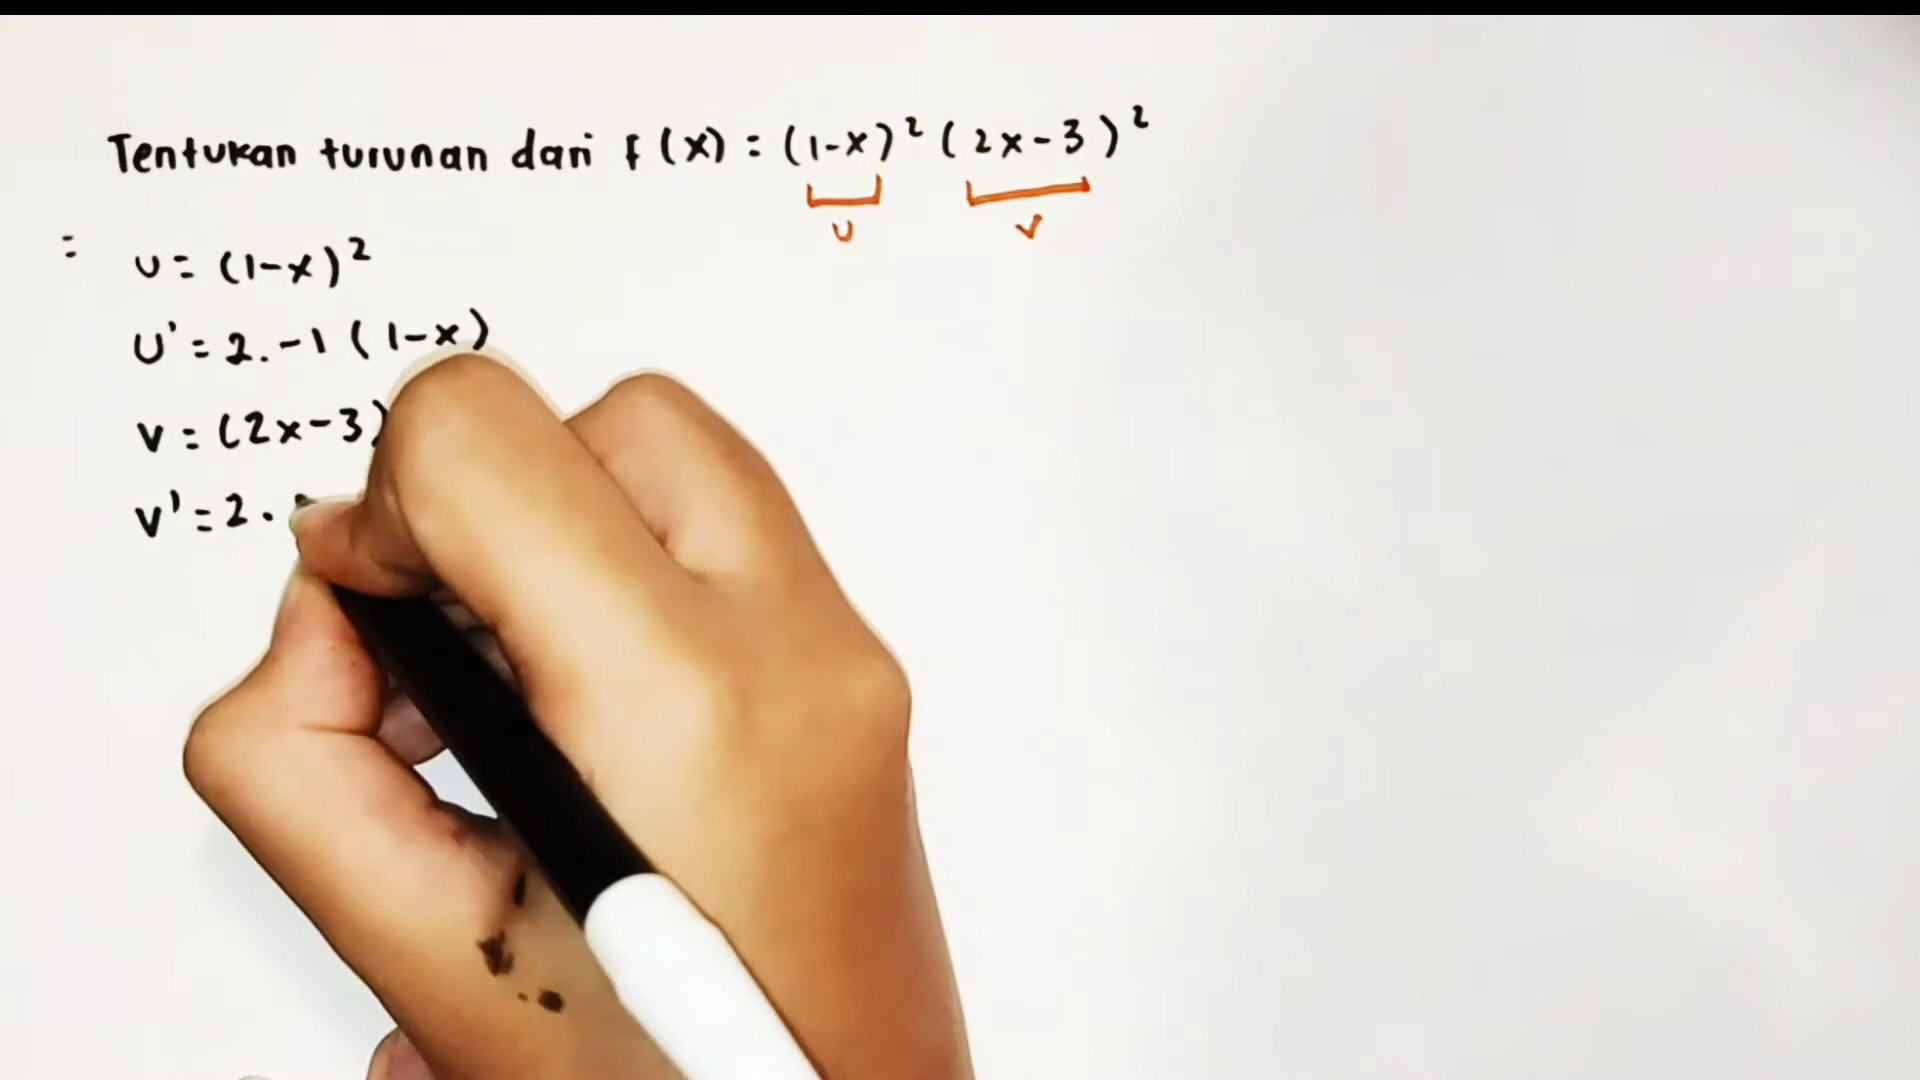 Tentukan turunan dari f(x) = (1-x)² (2x-3)²
U V
= U = (1-x)²
U' = 2. -1 (1-x)
V = (2x-3)
V' = 2 .